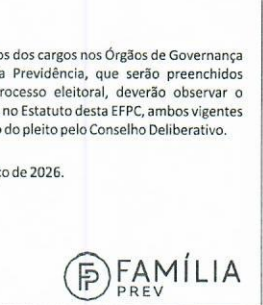 os dos cargos nos Órgãos de Governança
a Previdência, que serão preenchidos
rocesso eleitoral, deverão observar o
no Estatuto desta EFPC, ambos vigentes
o do pleito pelo Conselho Deliberativo.
ço de 2026.
FAMÍLIA
PREV